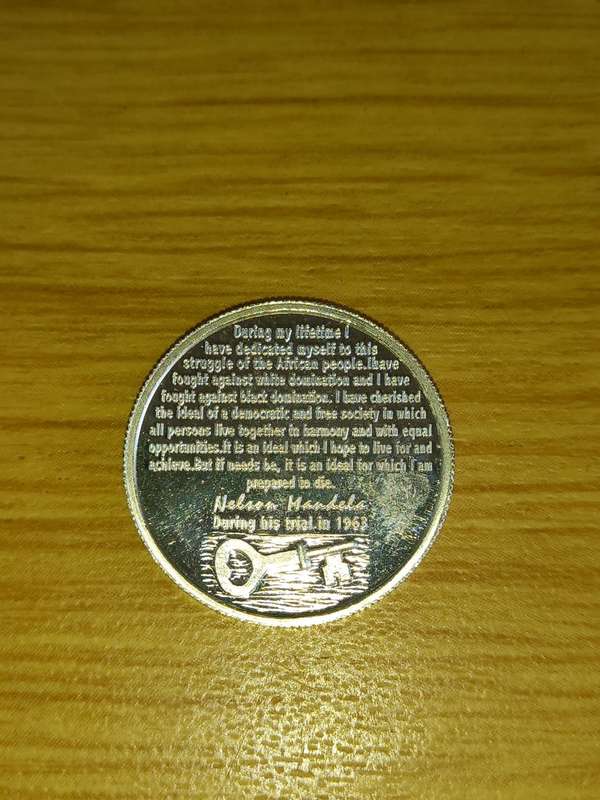 During my lifetime I
have dedicated myself to this
struggle of the African people.Ihave
fought against white domination and I have
fought against black domination. I have cherished
the ideal of a democratic and free society in which
all persons live together in harmony and with equal
opportunities.It is an ideal which I hope to live for and
achieve.But if needs be, it is an ideal for which I am
prepared to die.
Nelson Mandela
During his trial in 1963